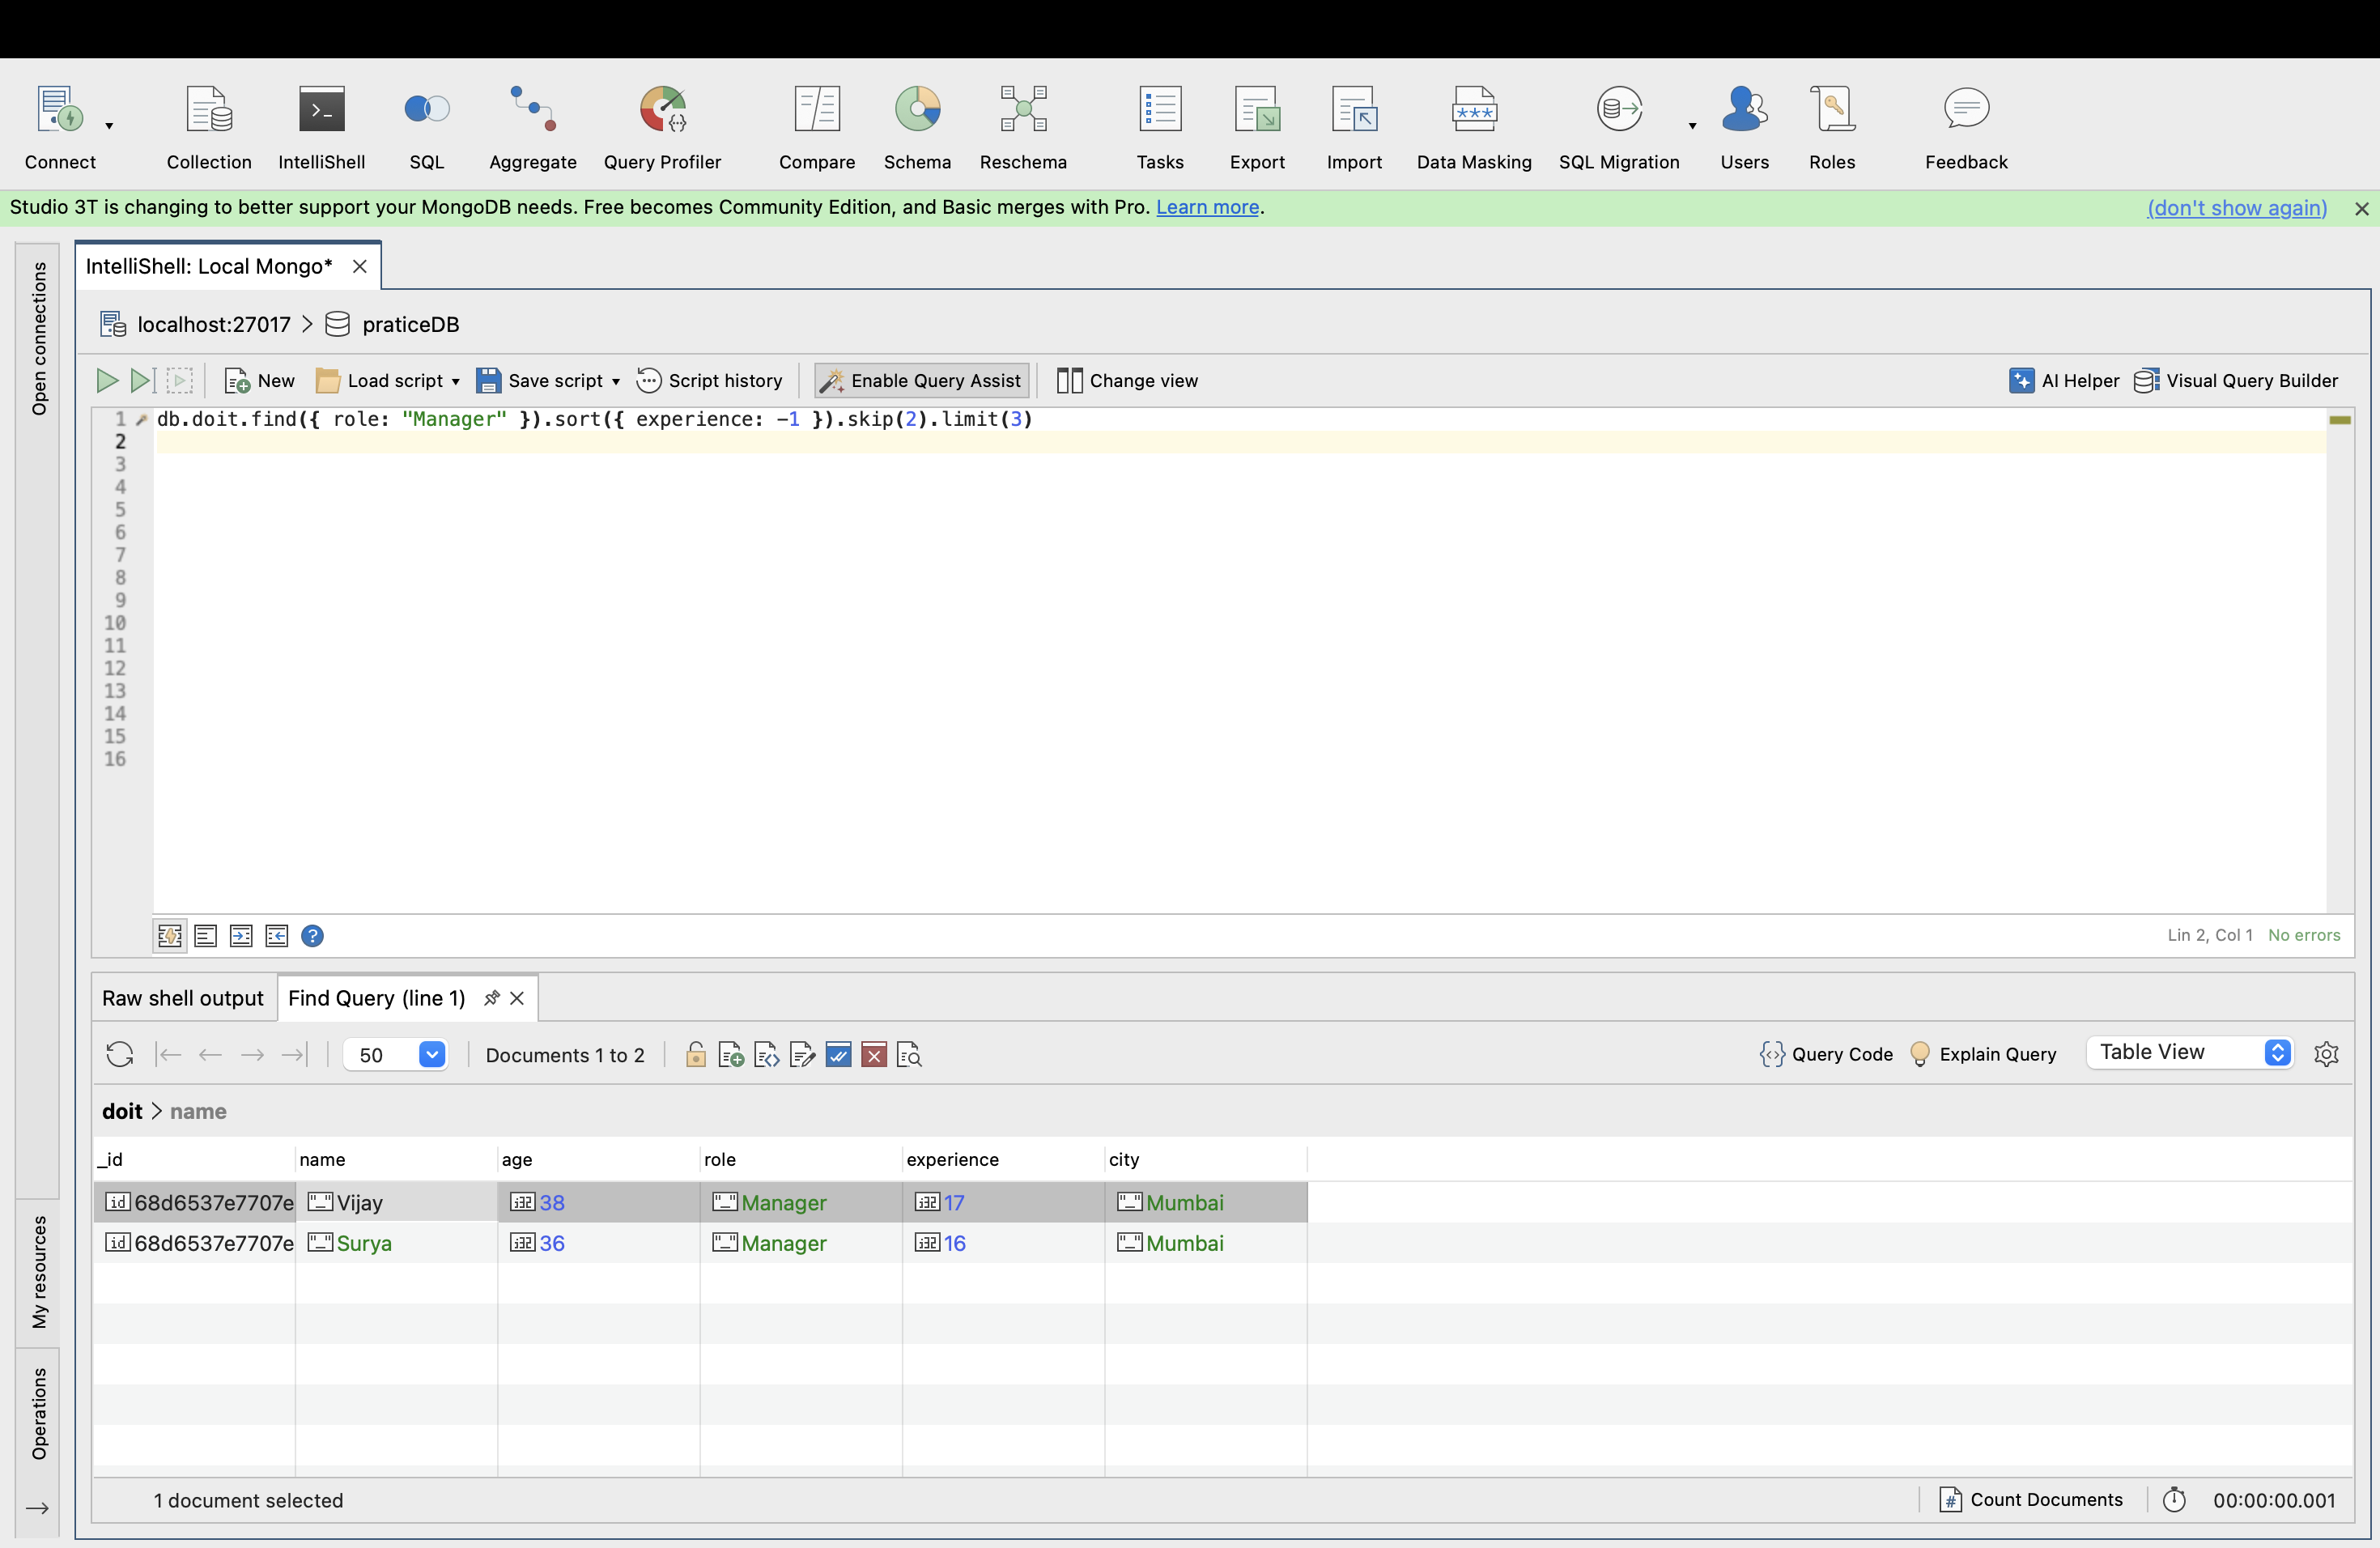 Connect Collection IntelliShell SQL Aggregate Query Profiler Compare Schema Reschema Tasks Export Import Data Masking SQL Migration Users Roles Feedback
Studio 3T is changing to better support your MongoDB needs. Free becomes Community Edition, and Basic merges with Pro. Learn more. (don't show again)
Open connections
IntelliShell: Local Mongo*
localhost:27017 > praticeDB
New Load script Save script Script history Enable Query Assist Change view AI Helper Visual Query Builder
1 db.doit.find({ role: "Manager" }).sort({ experience: -1 }).skip(2).limit(3)
2
3
4
5
6
7
8
9
10
11
12
13
14
15
16
Lin 2, Col 1 No errors
Raw shell output Find Query (line 1)
50 Documents 1 to 2 Query Code Explain Query Table View
doit > name
_id name age role experience city
68d6537e7707e Vijay 38 Manager 17 Mumbai
68d6537e7707e Surya 36 Manager 16 Mumbai
My resources
Operations
1 document selected Count Documents 00:00:00.001